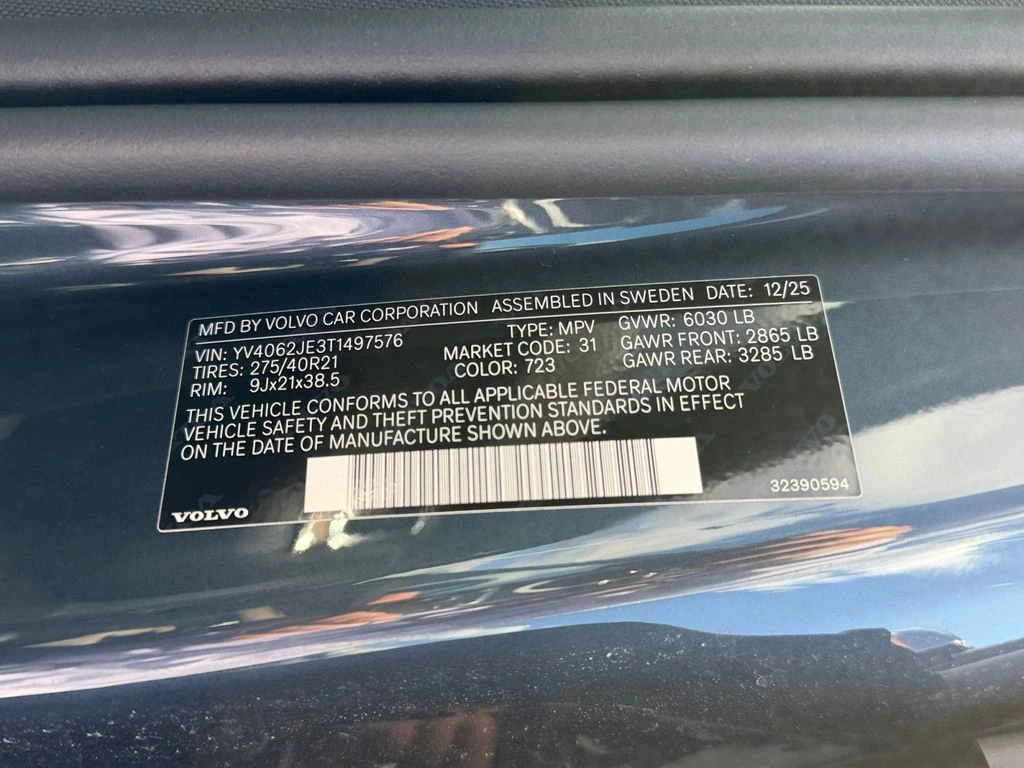 MFD BY VOLVO CAR CORPORATION ASSEMBLED IN SWEDEN DATE: 12/25
VIN: YV4062JE3T1497576 TYPE: MPV GVWR: 6030 LB
TIRES: 275/40R21 MARKET CODE: 31 GAWR FRONT: 2865 LB
RIM: 9Jx21x38.5 COLOR: 723 GAWR REAR: 3285 LB
THIS VEHICLE CONFORMS TO ALL APPLICABLE FEDERAL MOTOR
VEHICLE SAFETY AND THEFT PREVENTION STANDARDS IN EFFECT
ON THE DATE OF MANUFACTURE SHOWN ABOVE.
VOLVO 32390594